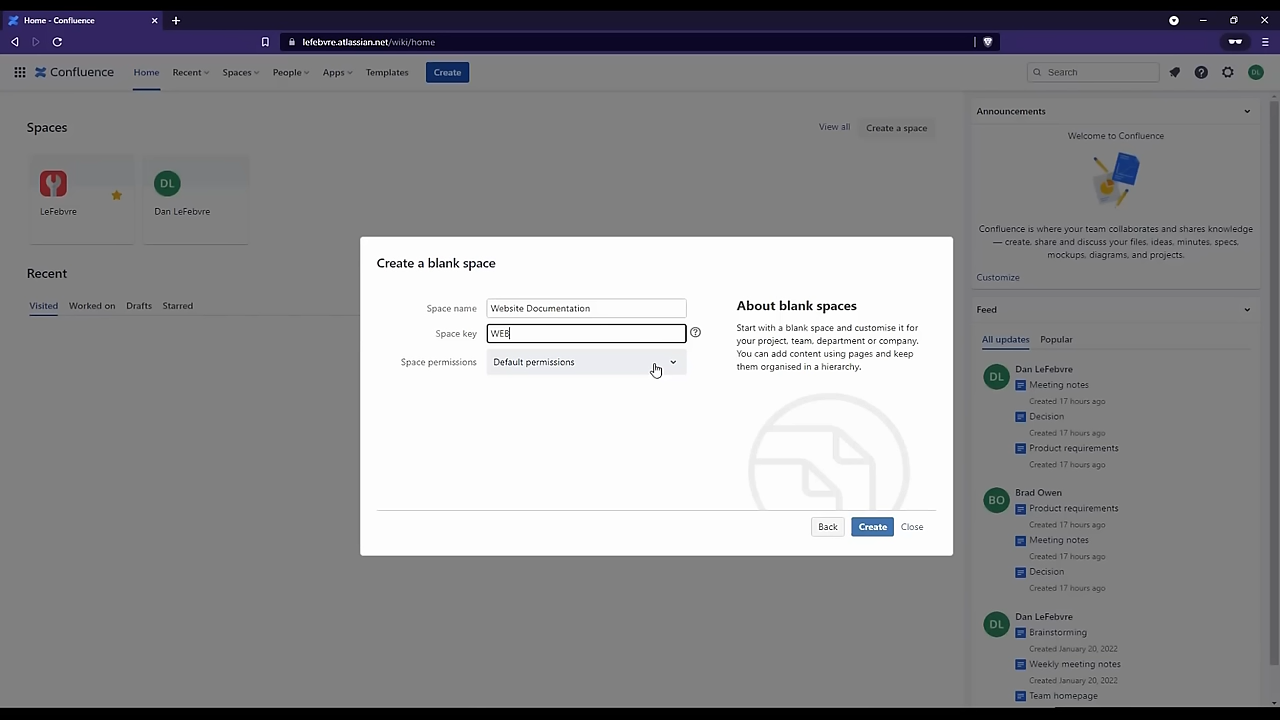 Home - Confluence
lefebvre.atlassian.net/wiki/home
Confluence
Home
Recent
Spaces
People
Apps
Templates
Create
Search
DL
Spaces
View all
Create a space
LeFebvre
DL
Dan LeFebvre
Recent
Visited
Worked on
Drafts
Starred
Create a blank space
Space name
Website Documentation
Space key
WEB
Space permissions
Default permissions
About blank spaces
Start with a blank space and customise it for
your project, team, department or company.
You can add content using pages and keep
them organised in a hierarchy.
Back
Create
Close
Announcements
Welcome to Confluence
Confluence is where your team collaborates and shares knowledge
— create, share and discuss your files, ideas, minutes, specs,
mockups, diagrams, and projects.
Customize
Feed
All updates
Popular
DL
Dan LeFebvre
Meeting notes
Created 17 hours ago
Decision
Created 17 hours ago
Product requirements
Created 17 hours ago
BO
Brad Owen
Product requirements
Created 17 hours ago
Meeting notes
Created 17 hours ago
Decision
Created 17 hours ago
DL
Dan LeFebvre
Brainstorming
Created January 20, 2022
Weekly meeting notes
Created January 20, 2022
Team homepage